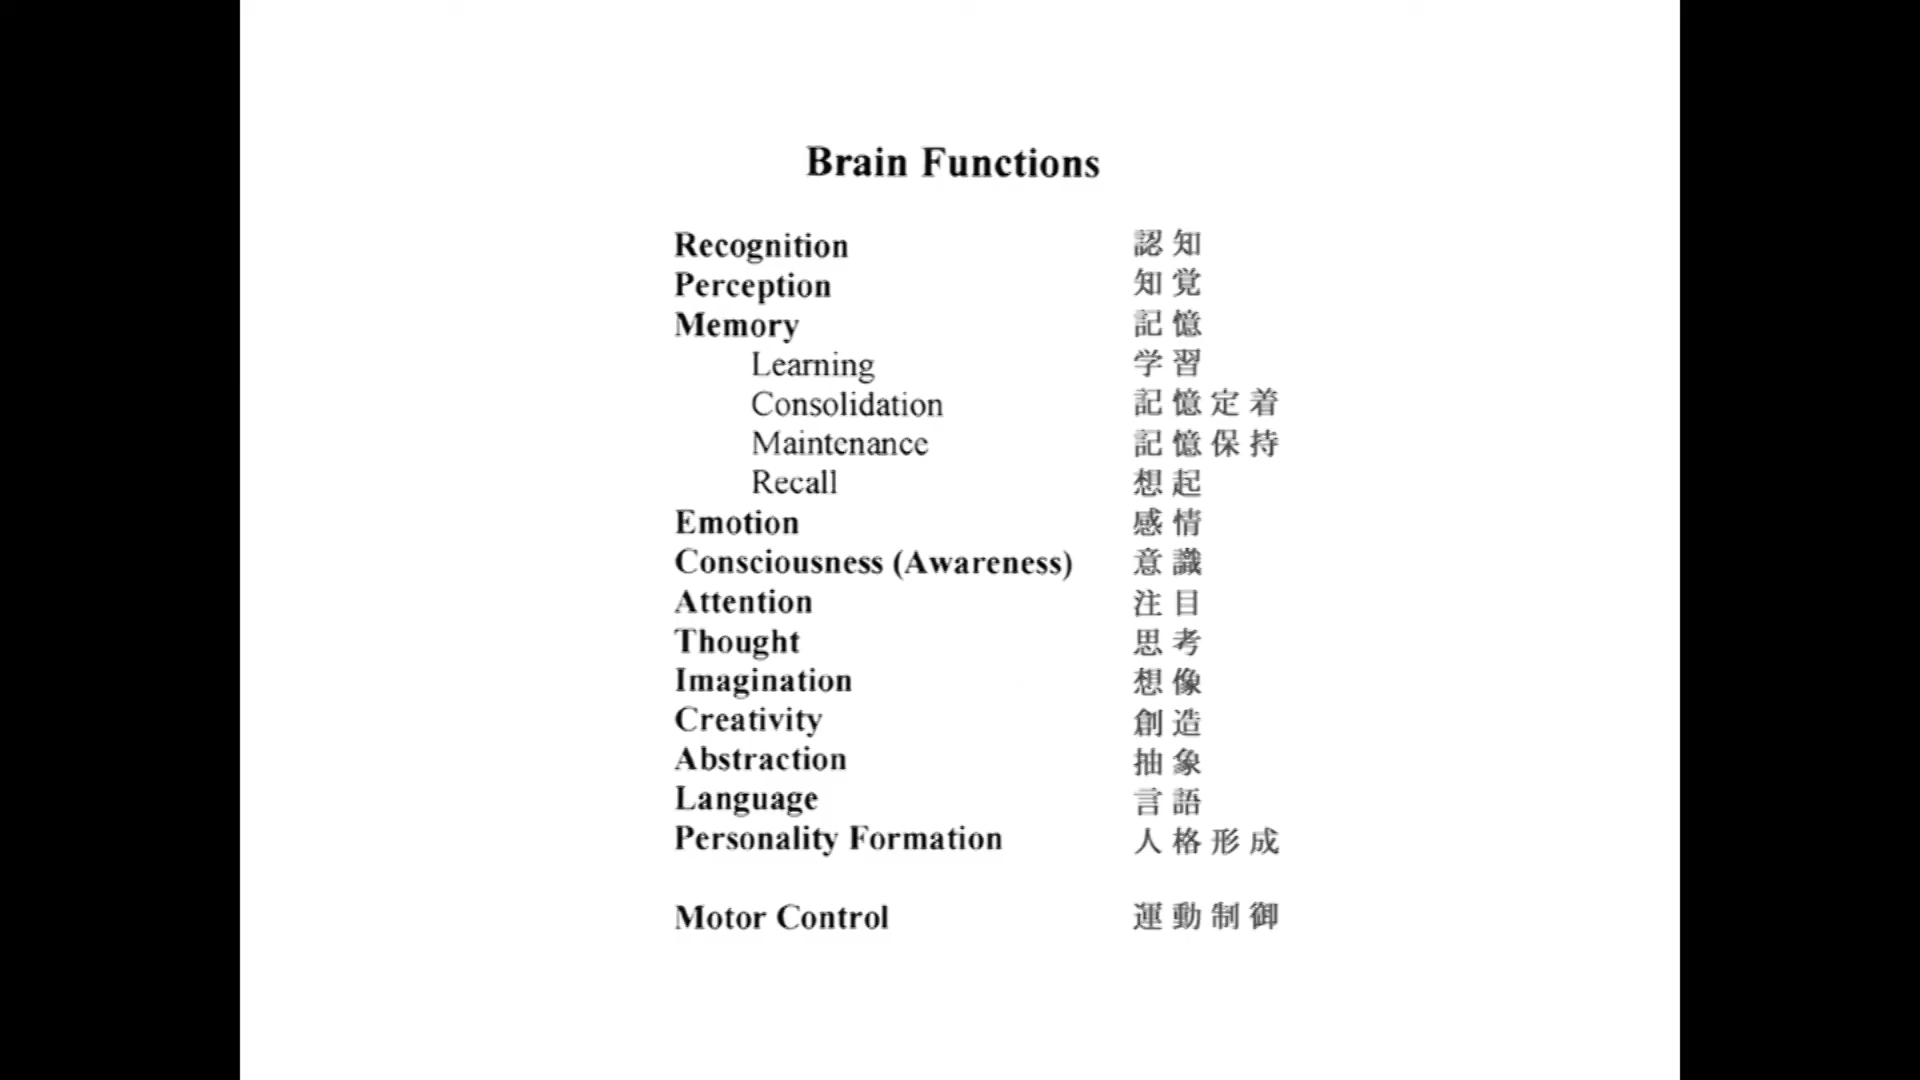 Brain Functions
Recognition 認知
Perception 知覚
Memory 記憶
Learning 学習
Consolidation 記憶定着
Maintenance 記憶保持
Recall 想起
Emotion 感情
Consciousness (Awareness) 意識
Attention 注目
Thought 思考
Imagination 想像
Creativity 創造
Abstraction 抽象
Language 言語
Personality Formation 人格形成
Motor Control 運動制御